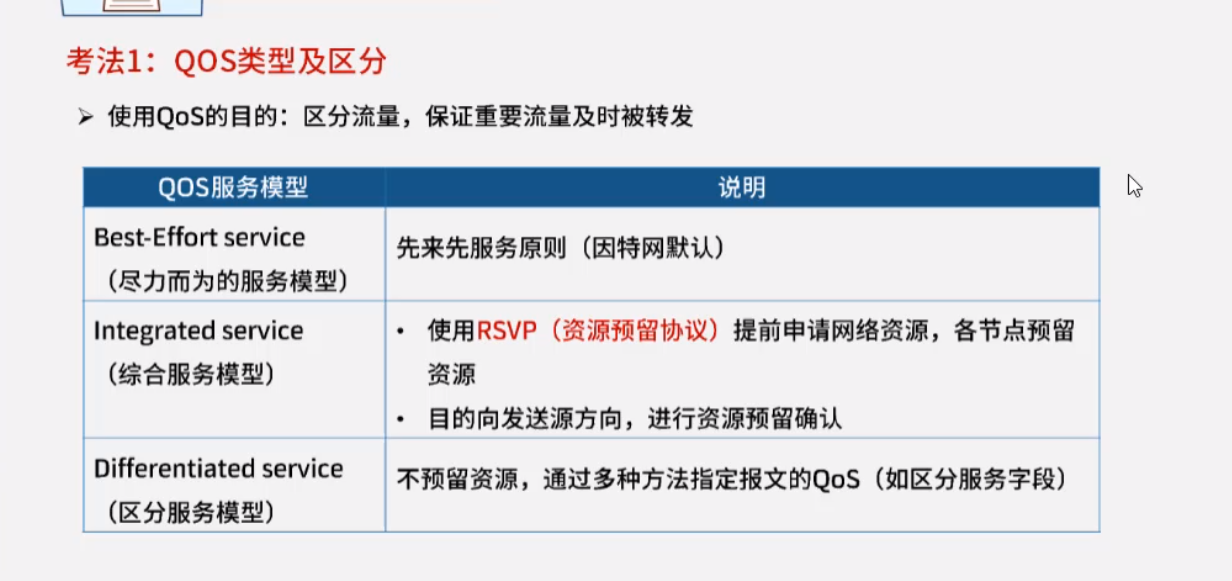 考法1：QOS类型及区分
➢ 使用QoS的目的：区分流量，保证重要流量及时被转发
QOS服务模型
说明
Best-Effort service
（尽力而为的服务模型）
先来先服务原则（因特网默认）
Integrated service
（综合服务模型）
• 使用RSVP（资源预留协议）提前申请网络资源，各节点预留
资源
• 目的向发送源方向，进行资源预留确认
Differentiated service
（区分服务模型）
不预留资源，通过多种方法指定报文的QoS（如区分服务字段）